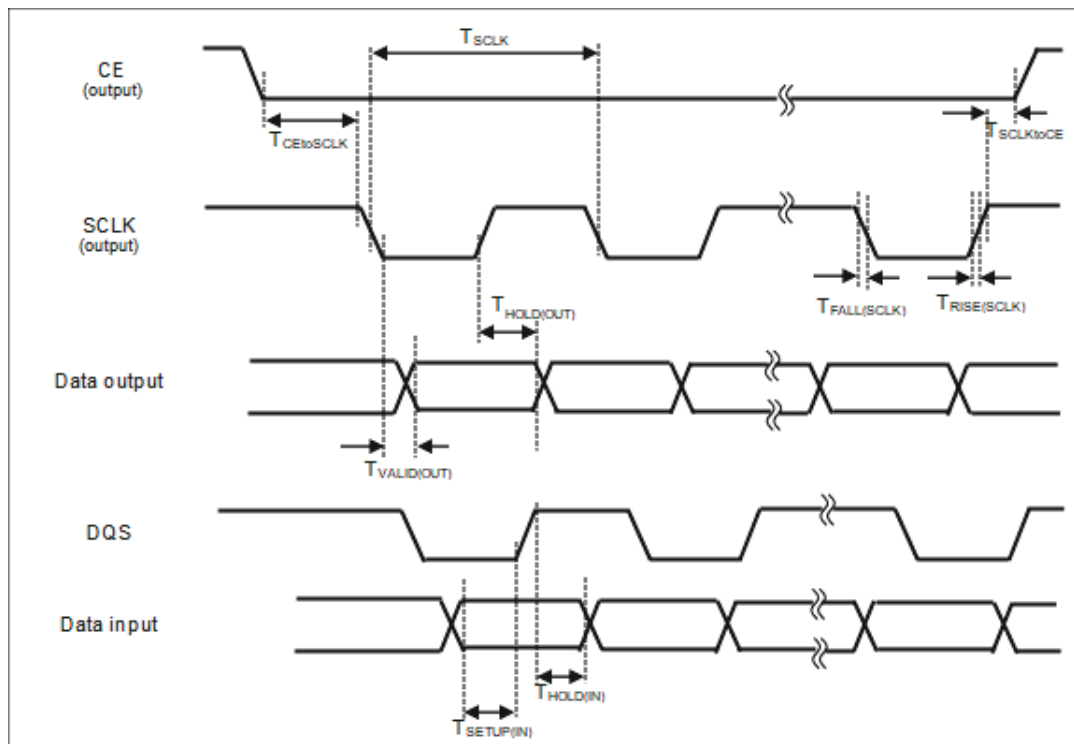 TSCLK
CE
(output)
TCEtoSCLK
TSCLKtoCE
SCLK
(output)
TFALL(SCLK)
TRISE(SCLK)
THOLD(OUT)
Data output
TVALID(OUT)
DQS
Data input
THOLD(IN)
TSETUP(IN)